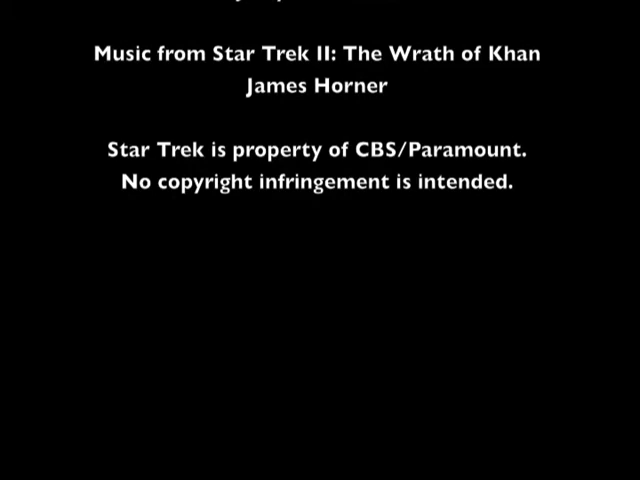 Music from Star Trek II: The Wrath of Khan
James Horner
Star Trek is property of CBS/Paramount.
No copyright infringement is intended.